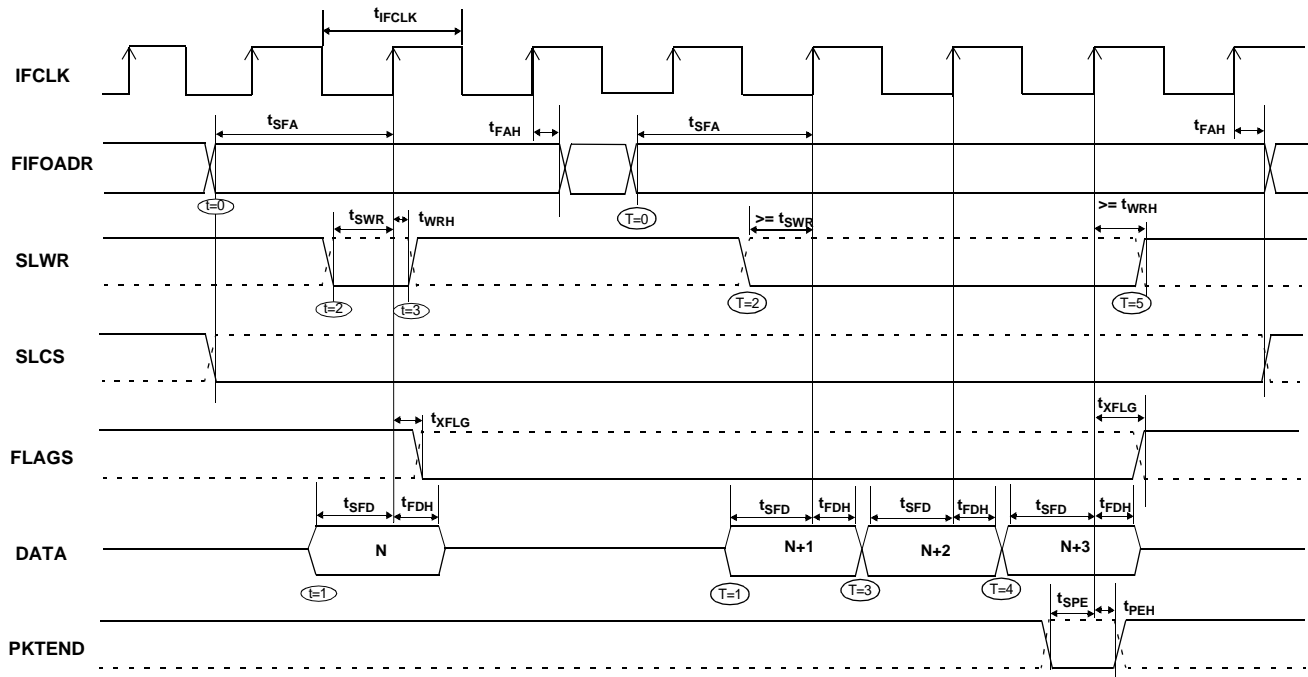 tIFCLK
IFCLK
tSFA
tFAH
tSFA
tFAH
FIFOADR
t=0
T=0
tSWR
tWRH
>= tSWR
>= tWRH
SLWR
t=2
t=3
T=2
T=5
SLCS
tXFLG
tXFLG
FLAGS
tSFD
tFDH
tSFD
tFDH
tSFD
tFDH
tSFD
tFDH
DATA
N
N+1
N+2
N+3
t=1
T=1
T=3
T=4
tSPE
tPEH
PKTEND